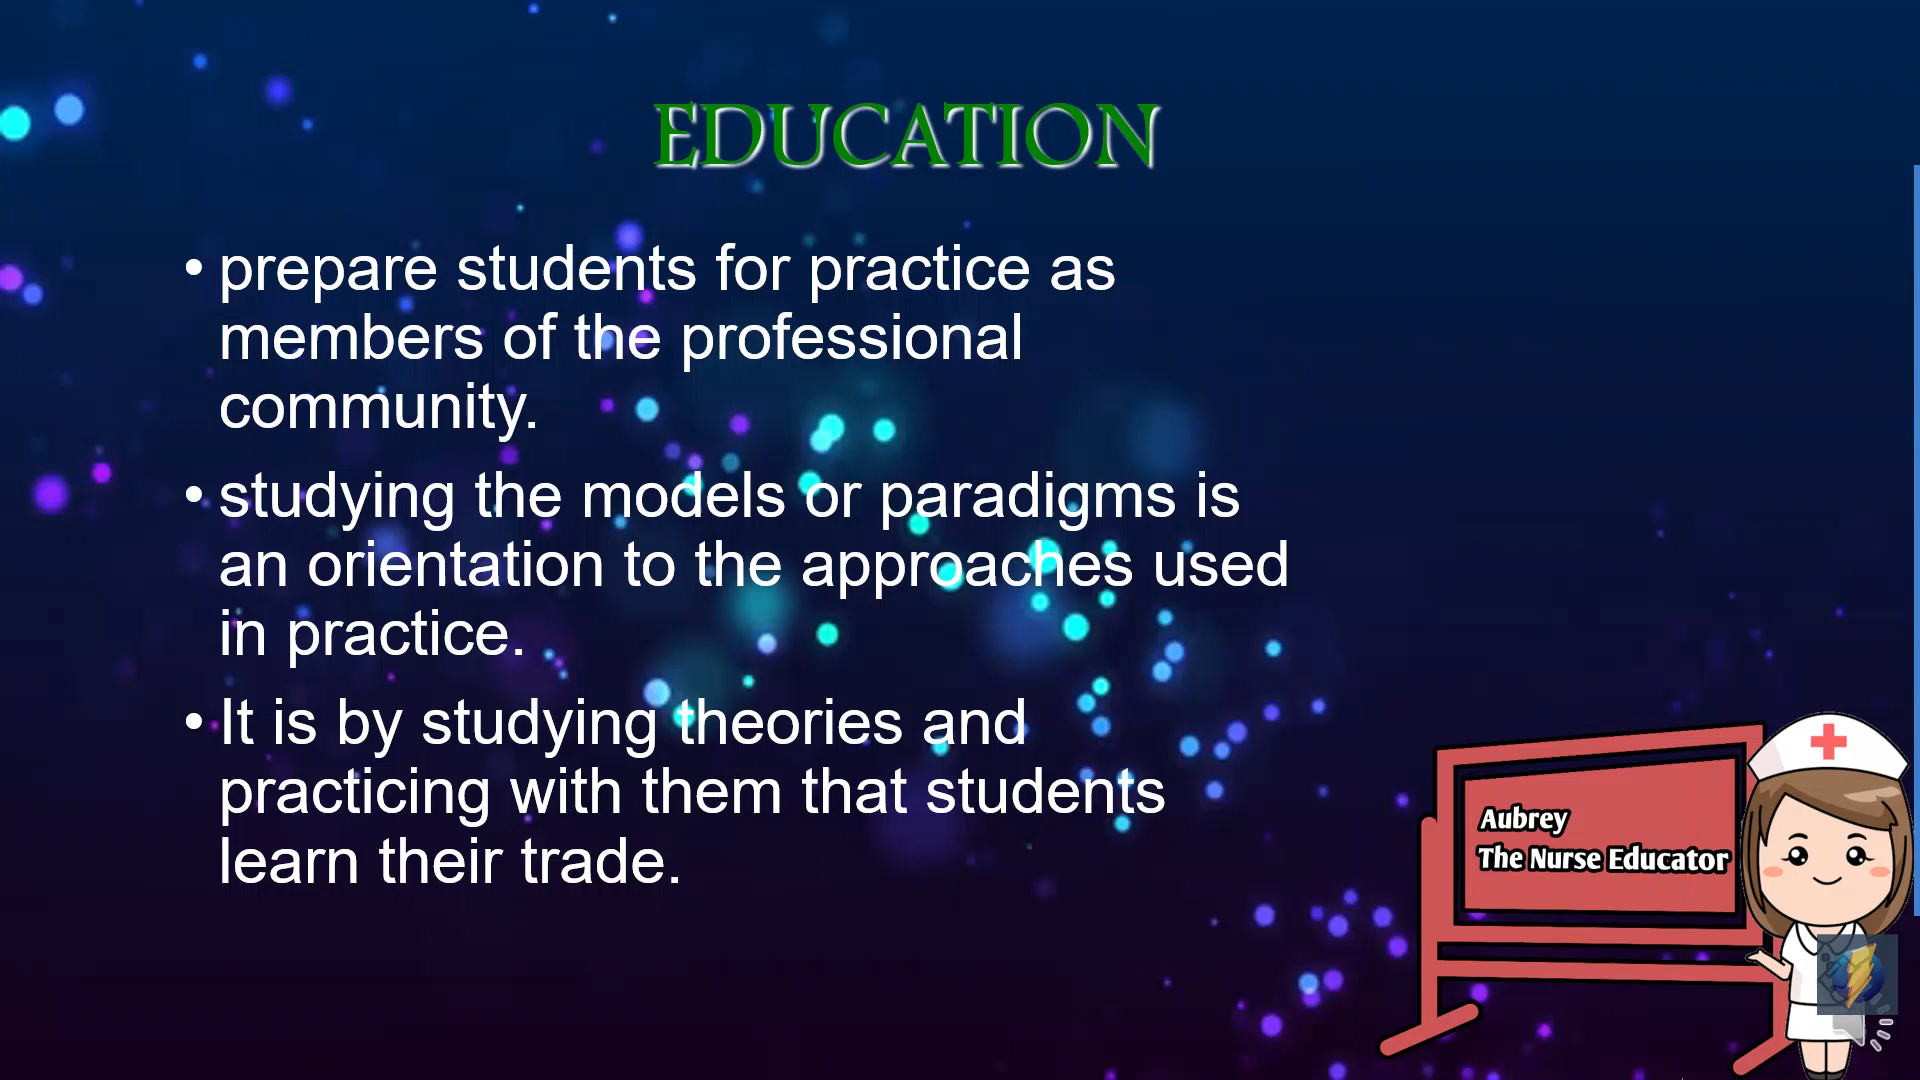 EDUCATION
• prepare students for practice as
members of the professional
community.
• studying the models or paradigms is
an orientation to the approaches used
in practice.
• It is by studying theories and
practicing with them that students
learn their trade.
Aubrey
The Nurse Educator